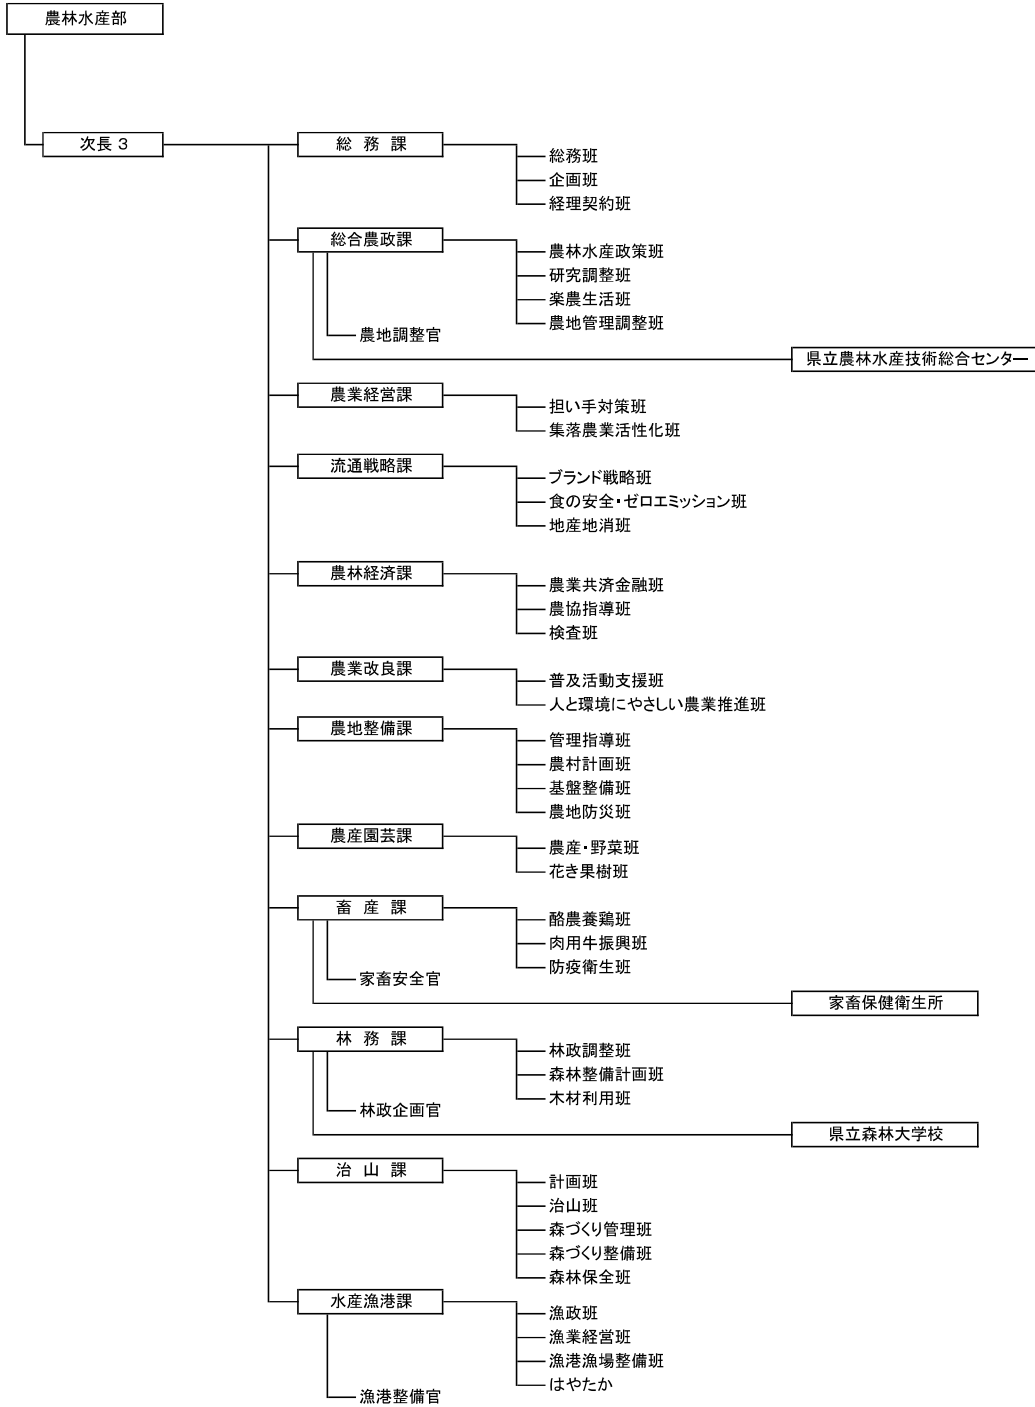 農林水産部
次長 3
総務課
総務班
企画班
経理契約班
総合農政課
農林水産政策班
研究調整班
楽農生活班
農地管理調整班
農地調整官
県立農林水産技術総合センター
農業経営課
担い手対策班
集落農業活性化班
流通戦略課
ブランド戦略班
食の安全・ゼロエミッション班
地産地消班
農林経済課
農業共済金融班
農協指導班
検査班
農業改良課
普及活動支援班
人と環境にやさしい農業推進班
農地整備課
管理指導班
農村計画班
基盤整備班
農地防災班
農産園芸課
農産・野菜班
花き果樹班
畜産課
酪農養鶏班
肉用牛振興班
防疫衛生班
家畜安全官
家畜保健衛生所
林務課
林政調整班
森林整備計画班
木材利用班
林政企画官
県立森林大学校
治山課
計画班
治山班
森づくり管理班
森づくり整備班
森林保全班
水産漁港課
漁政班
漁業経営班
漁港漁場整備班
はやたか
漁港整備官